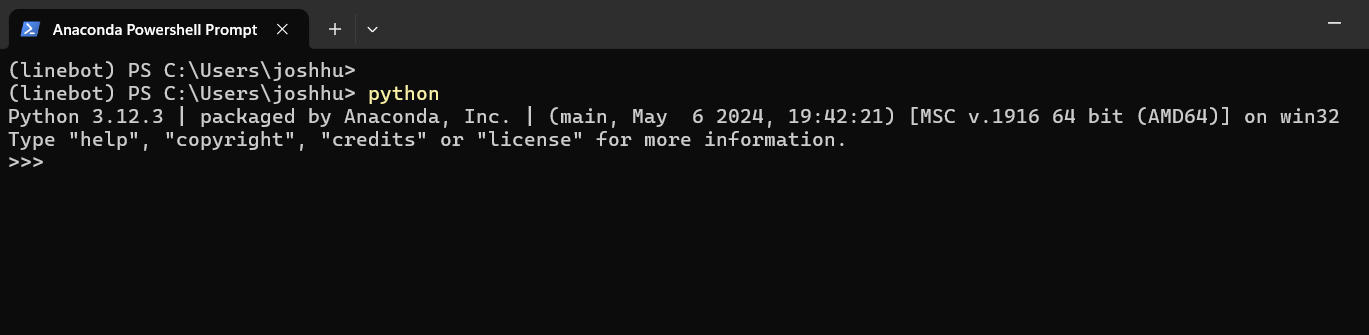 Anaconda Powershell Prompt
(linebot) PS C:\Users\joshhu>
(linebot) PS C:\Users\joshhu> python
Python 3.12.3 | packaged by Anaconda, Inc. | (main, May  6 2024, 19:42:21) [MSC v.1916 64 bit (AMD64)] on win32
Type "help", "copyright", "credits" or "license" for more information.
>>>